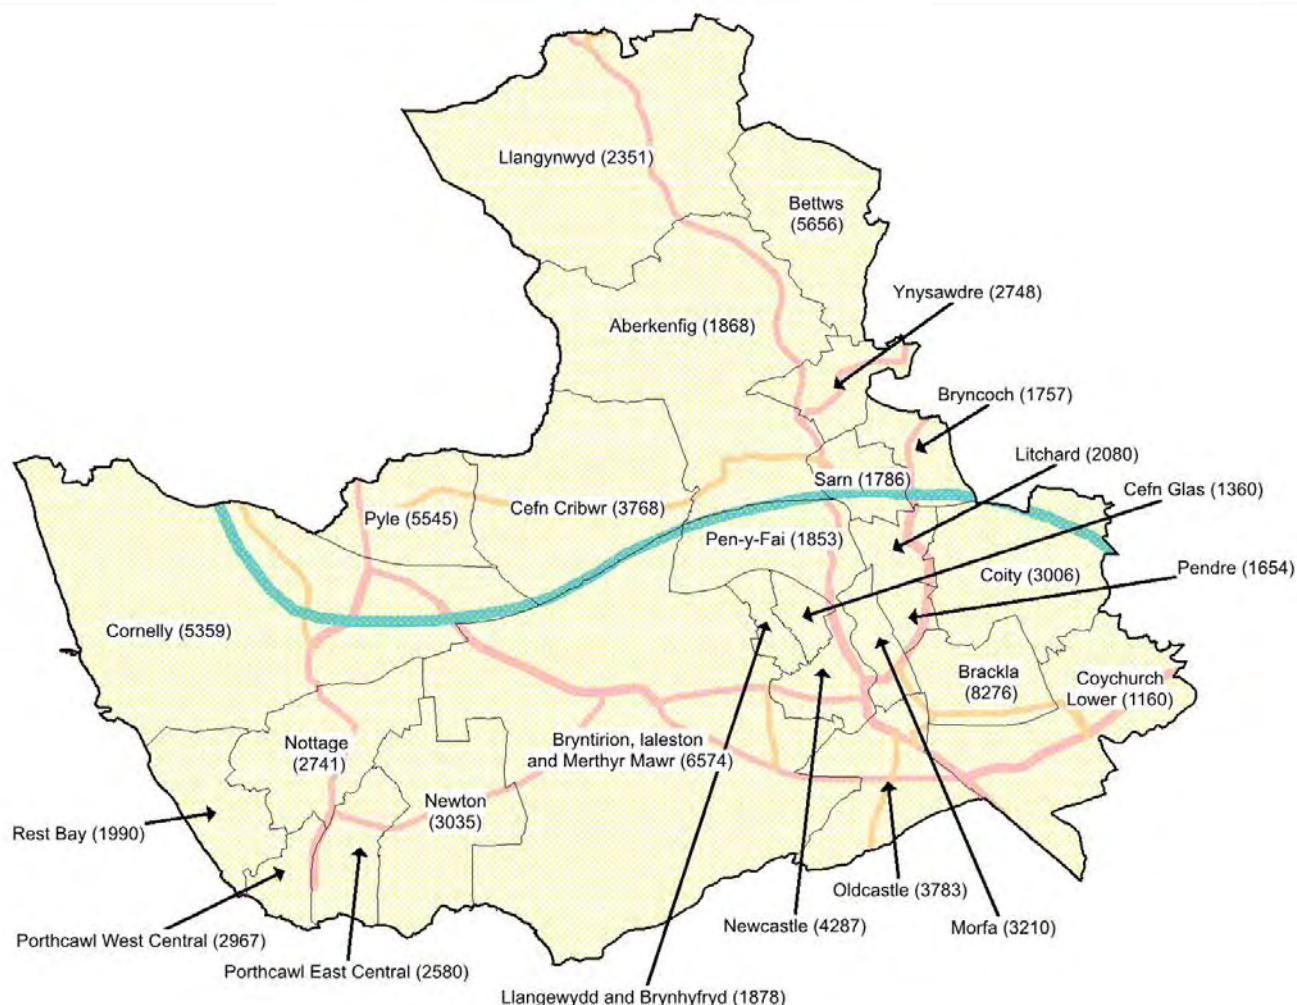 Llangynwyd (2351)
Bettws
(5656)
Ynysawdre (2748)
Aberkenfig (1868)
Bryncoch (1757)
Litchard (2080)
Sarn (1786)
Cefn Glas (1360)
Cefn Cribwr (3768)
Pyle (5545)
Pen-y-Fai (1853)
Pendre (1654)
Coity (3006)
Cornelly (5359)
Brackla
(8276)
Coychurch
Lower (1160)
Nottage
(2741)
Bryntirion, laleston
and Merthyr Mawr (6574)
Newton
(3035)
Rest Bay (1990)
Oldcastle (3783)
Newcastle (4287)
Morfa (3210)
Porthcawl West Central (2967)
Porthcawl East Central (2580)
Llangewydd and Brynhyfryd (1878)